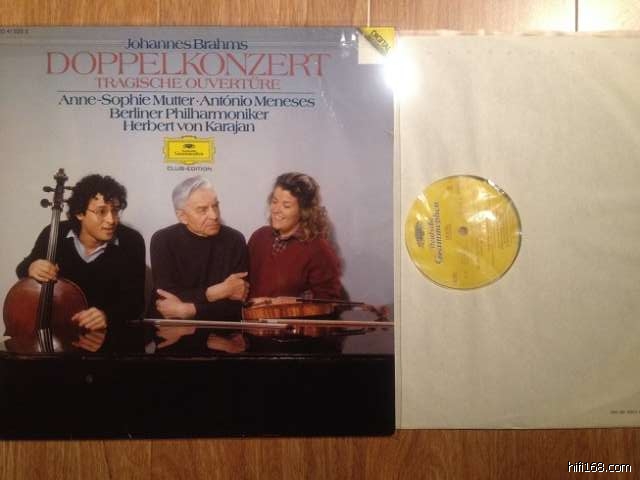 Johannes Brahms
DOPPELKONZERT
TRAGISCHE OUVERTÜRE
Anne-Sophie Mutter · António Meneses
Berliner Philharmoniker
Herbert von Karajan
Deutsche
Grammophon
CLUB-EDITION
DIGITAL
Deutsche
Grammophon
hifi168.com